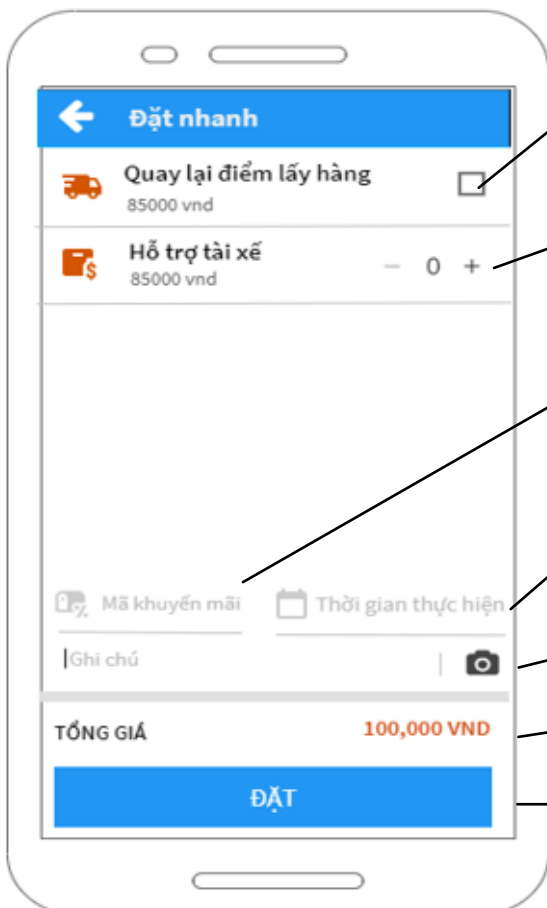 Đặt nhanh
Quay lại điểm lấy hàng
85000 vnd
Hỗ trợ tài xế
85000 vnd
— 0 +
Mã khuyến mãi
Thời gian thực hiện
Ghi chú
TỔNG GIÁ
100,000 VND
ĐẶT